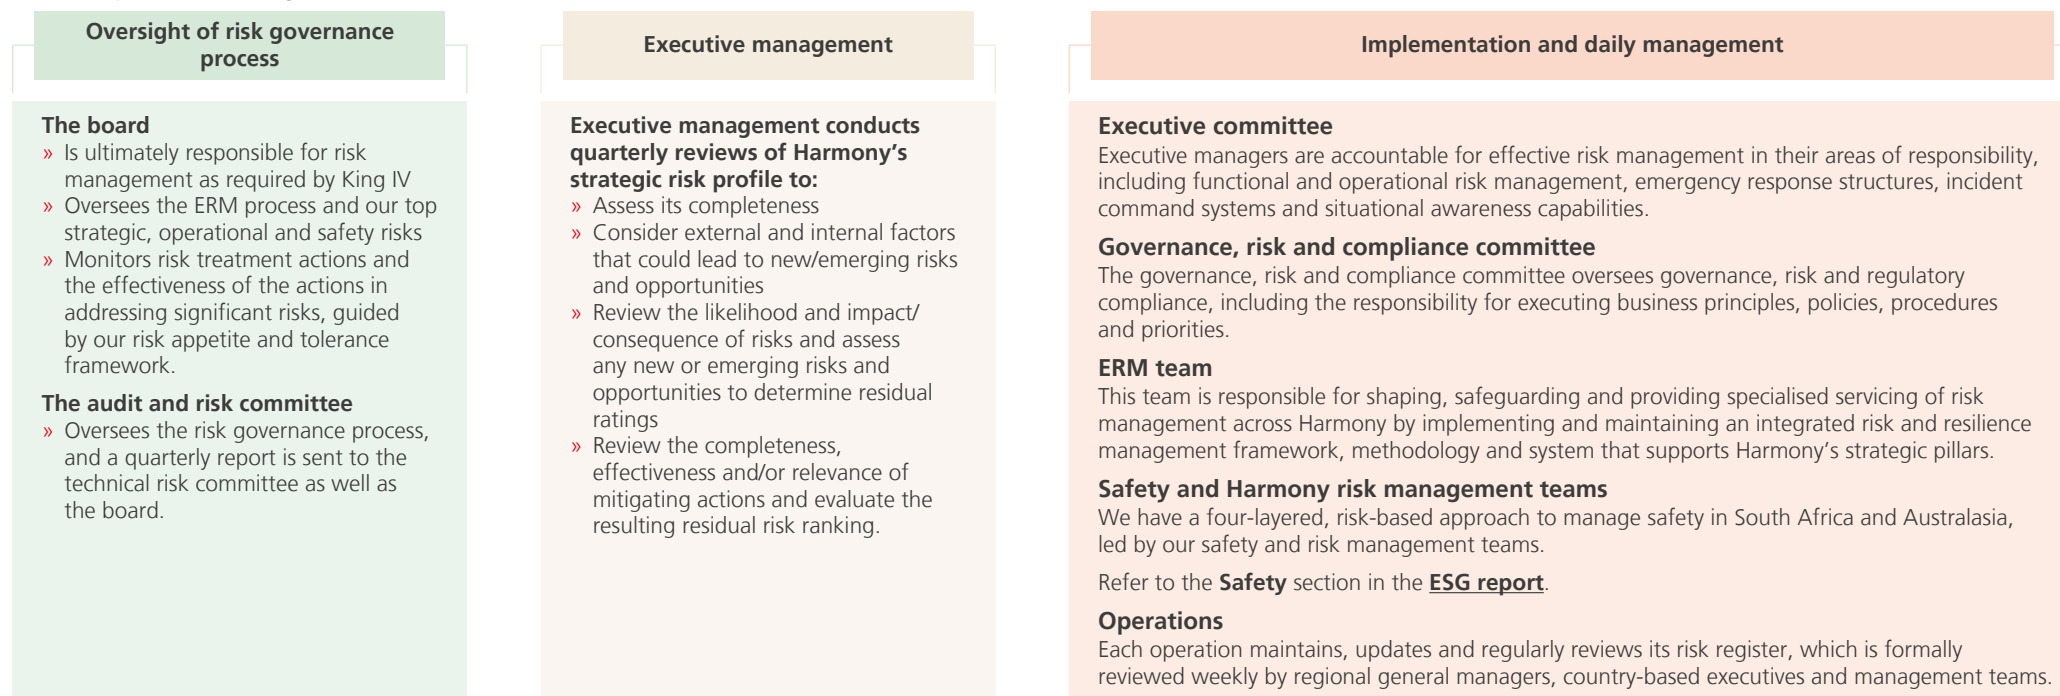 Oversight of risk governance
process
The board
» Is ultimately responsible for risk
management as required by King IV
» Oversees the ERM process and our top
strategic, operational and safety risks
» Monitors risk treatment actions and
the effectiveness of the actions in
addressing significant risks, guided
by our risk appetite and tolerance
framework.
The audit and risk committee
» Oversees the risk governance process,
and a quarterly report is sent to the
technical risk committee as well as
the board.
Executive management
Executive management conducts
quarterly reviews of Harmony’s
strategic risk profile to:
» Assess its completeness
» Consider external and internal factors
that could lead to new/emerging risks
and opportunities
» Review the likelihood and impact/
consequence of risks and assess
any new or emerging risks and
opportunities to determine residual
ratings
» Review the completeness,
effectiveness and/or relevance of
mitigating actions and evaluate the
resulting residual risk ranking.
Implementation and daily management
Executive committee
Executive managers are accountable for effective risk management in their areas of responsibility,
including functional and operational risk management, emergency response structures, incident
command systems and situational awareness capabilities.
Governance, risk and compliance committee
The governance, risk and compliance committee oversees governance, risk and regulatory
compliance, including the responsibility for executing business principles, policies, procedures
and priorities.
ERM team
This team is responsible for shaping, safeguarding and providing specialised servicing of risk
management across Harmony by implementing and maintaining an integrated risk and resilience
management framework, methodology and system that supports Harmony’s strategic pillars.
Safety and Harmony risk management teams
We have a four-layered, risk-based approach to manage safety in South Africa and Australasia,
led by our safety and risk management teams.
Refer to the Safety section in the ESG report.
Operations
Each operation maintains, updates and regularly reviews its risk register, which is formally
reviewed weekly by regional general managers, country-based executives and management teams.